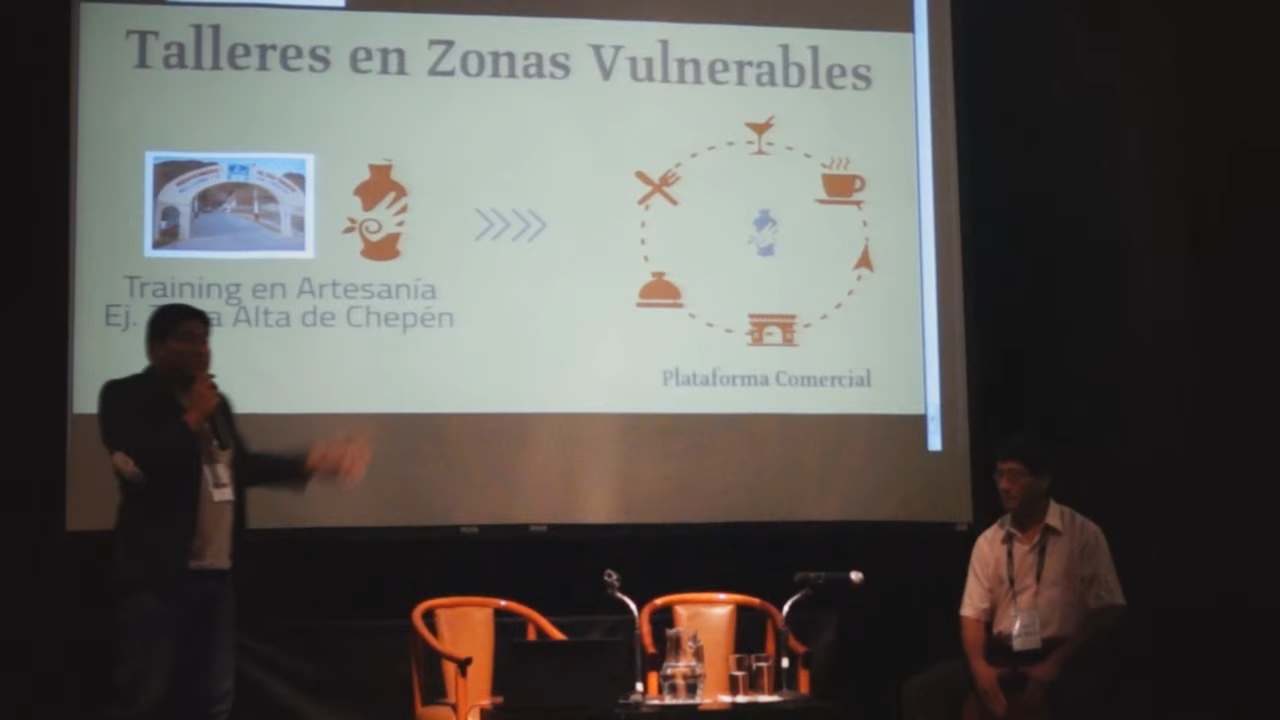 Talleres en Zonas Vulnerables
Training en Artesanía
Ej. Alta de Chepén
Plataforma Comercial